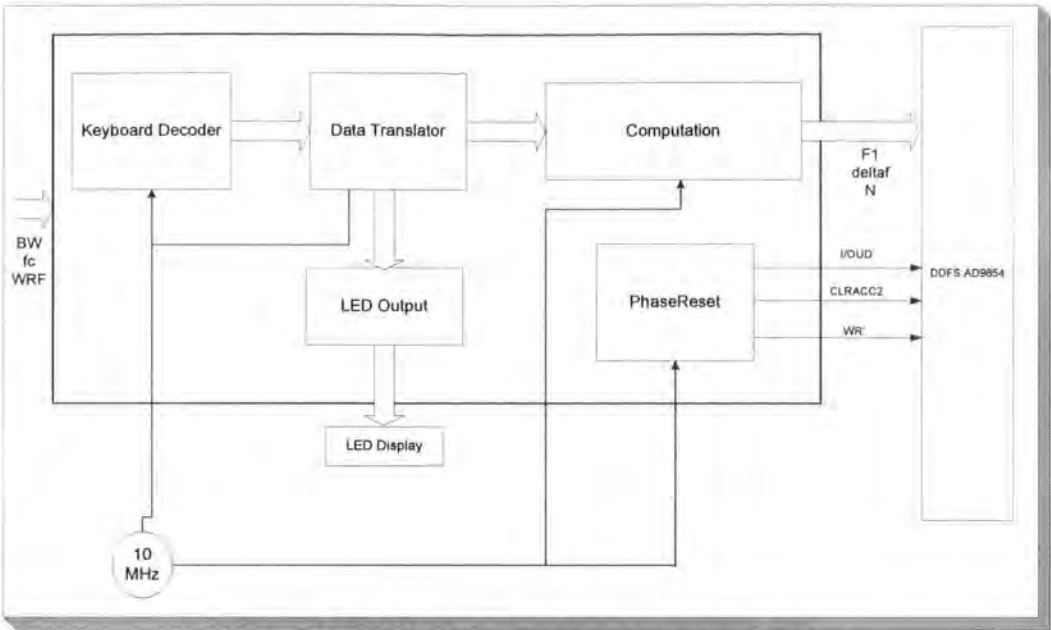 Keyboard Decoder
Data Translator
Computation
F1
deltaf
N
BW
fc
WRF
LED Output
PhaseReset
I/OUD
CLRACC2
WR'
DDFS AD9854
LED Display
10
MHz